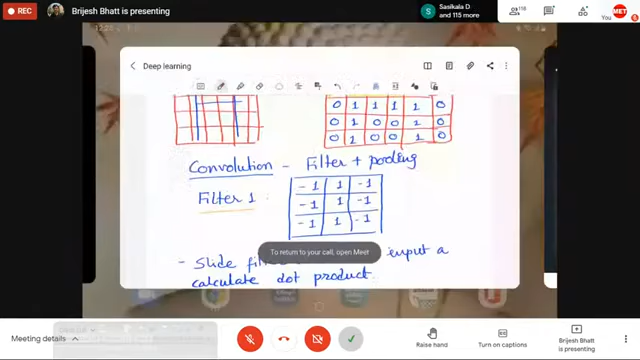 REC
Brijesh Bhatt is presenting
Sasikala D
and 115 more
118
You
MET
Deep learning
0 1 1 1 1 0
0 1 0 0 1 0
0 1 0 0 1 0
Convolution - Filter + pooling
Filter 1 :
-1 1 -1
-1 1 -1
-1 1 -1
To return to your call, open Meet
- Slide input a
calculate dot product.
Meeting details
Raise hand
Turn on captions
Brijesh Bhatt
is presenting